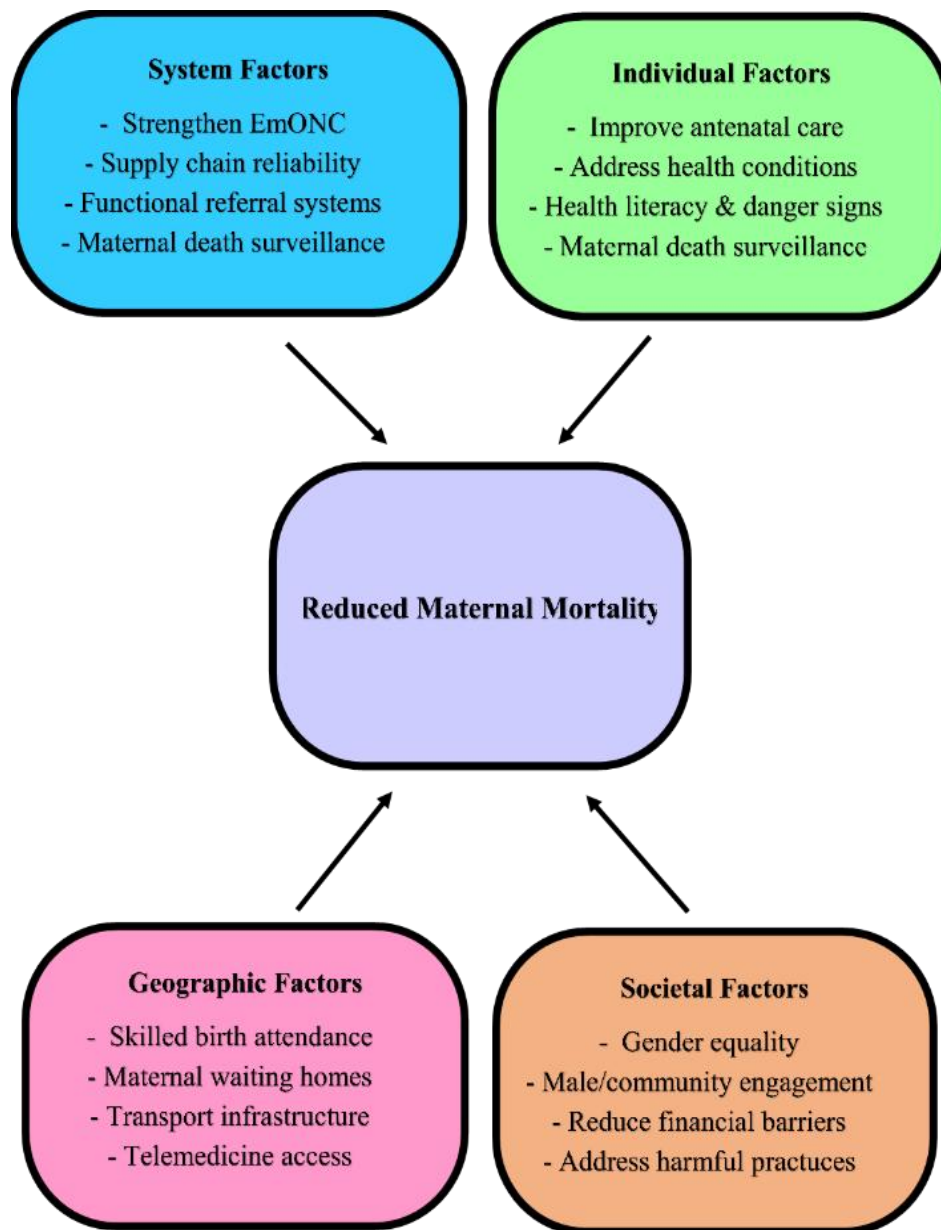 System Factors
- Strengthen EmONC
- Supply chain reliability
- Functional referral systems
- Maternal death surveillance
Individual Factors
- Improve antenatal care
- Address health conditions
- Health literacy & danger signs
- Maternal death surveillance
Reduced Maternal Mortality
Geographic Factors
- Skilled birth attendance
- Maternal waiting homes
- Transport infrastructure
- Telemedicine access
Societal Factors
- Gender equality
- Male/community engagement
- Reduce financial barriers
- Address harmful practuces